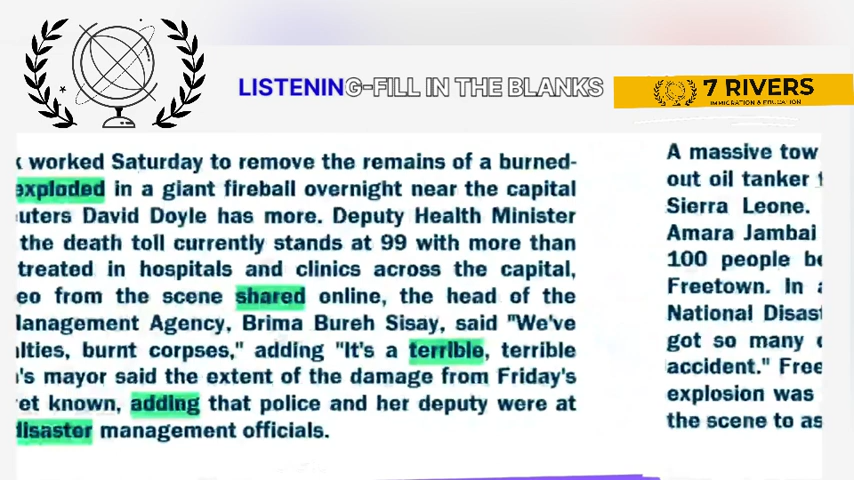 LISTENING-FILL IN THE BLANKS
7 RIVERS
IMMIGRATION & EDUCATION
worked Saturday to remove the remains of a burned-
exploded in a giant fireball overnight near the capital
David Doyle has more. Deputy Health Minister
the death toll currently stands at 99 with more than
treated in hospitals and clinics across the capital,
from the scene shared online, the head of the
Management Agency, Brima Bureh Sisay, said "We've
burnt corpses," adding "It's a terrible, terrible
mayor said the extent of the damage from Friday's
known, adding that police and her deputy were at
disaster management officials.
A massive tow
out oil tanker
Sierra Leone.
Amara Jambai
100 people be
Freetown. In
National Disast
got so many
accident." Free
explosion was
the scene to as